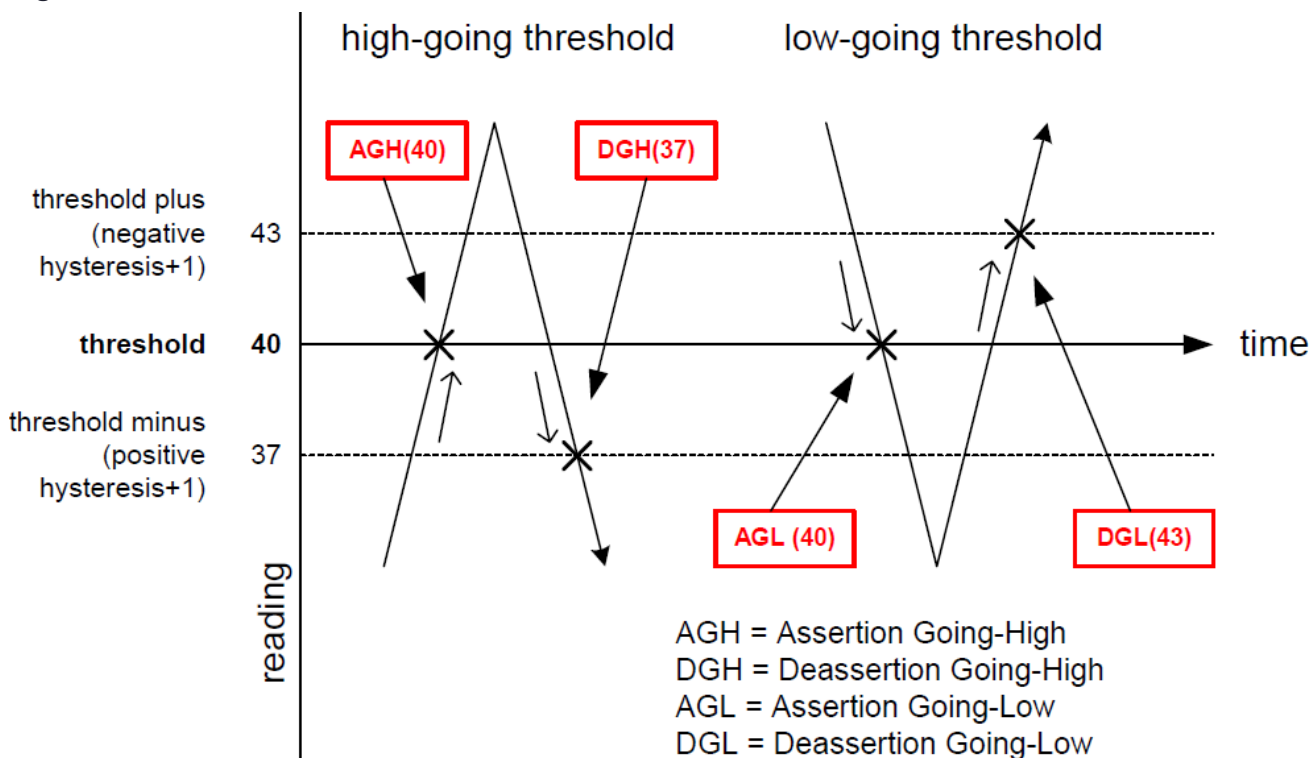 high-going threshold
low-going threshold
AGH(40)
DGH(37)
threshold plus
(negative
hysteresis+1)
43
threshold
40
time
threshold minus
(positive
hysteresis+1)
37
AGL (40)
DGL(43)
reading
AGH = Assertion Going-High
DGH = Deassertion Going-High
AGL = Assertion Going-Low
DGL = Deassertion Going-Low